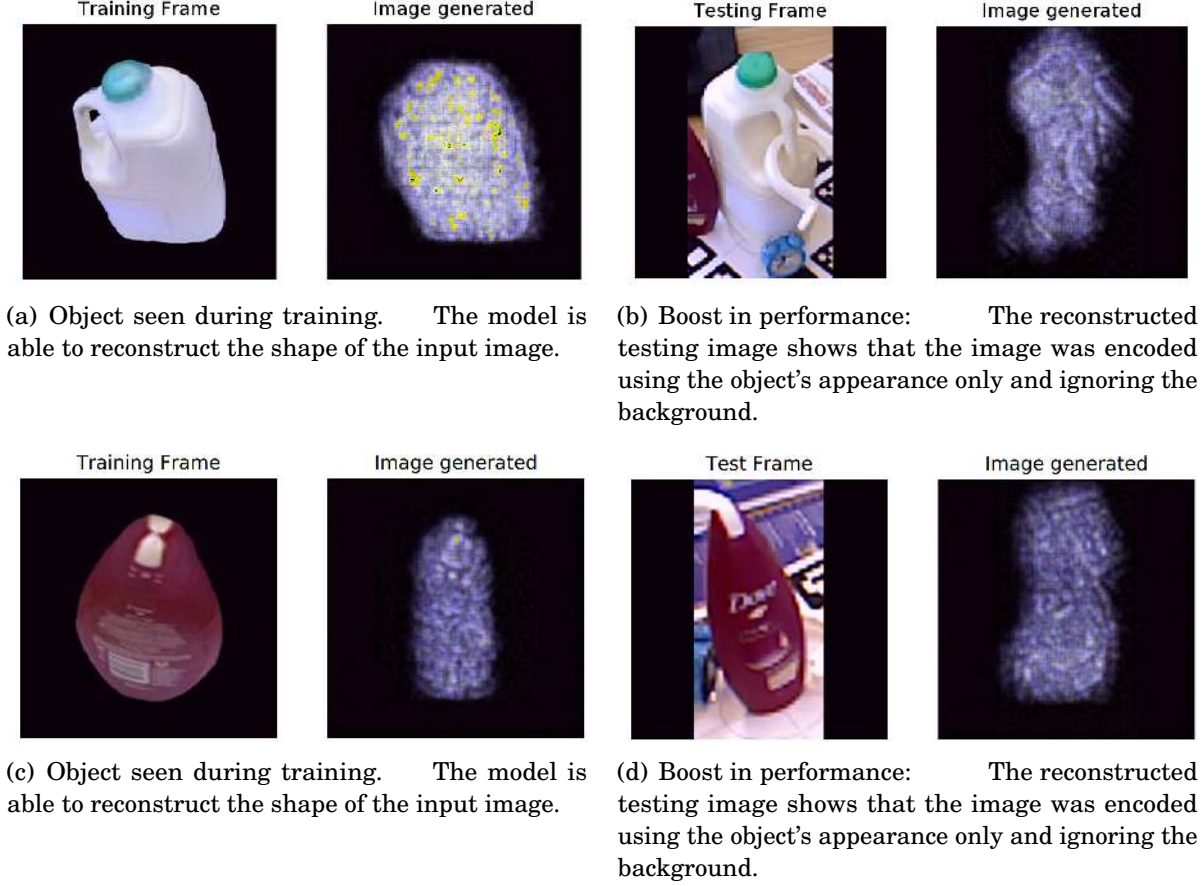 Training Frame
Image generated
Testing Frame
Image generated
(a) Object seen during training. The model is
able to reconstruct the shape of the input image.
(b) Boost in performance: The reconstructed
testing image shows that the image was encoded
using the object's appearance only and ignoring the
background.
Training Frame
Image generated
Test Frame
Image generated
Dove
(c) Object seen during training. The model is
able to reconstruct the shape of the input image.
(d) Boost in performance: The reconstructed
testing image shows that the image was encoded
using the object's appearance only and ignoring the
background.